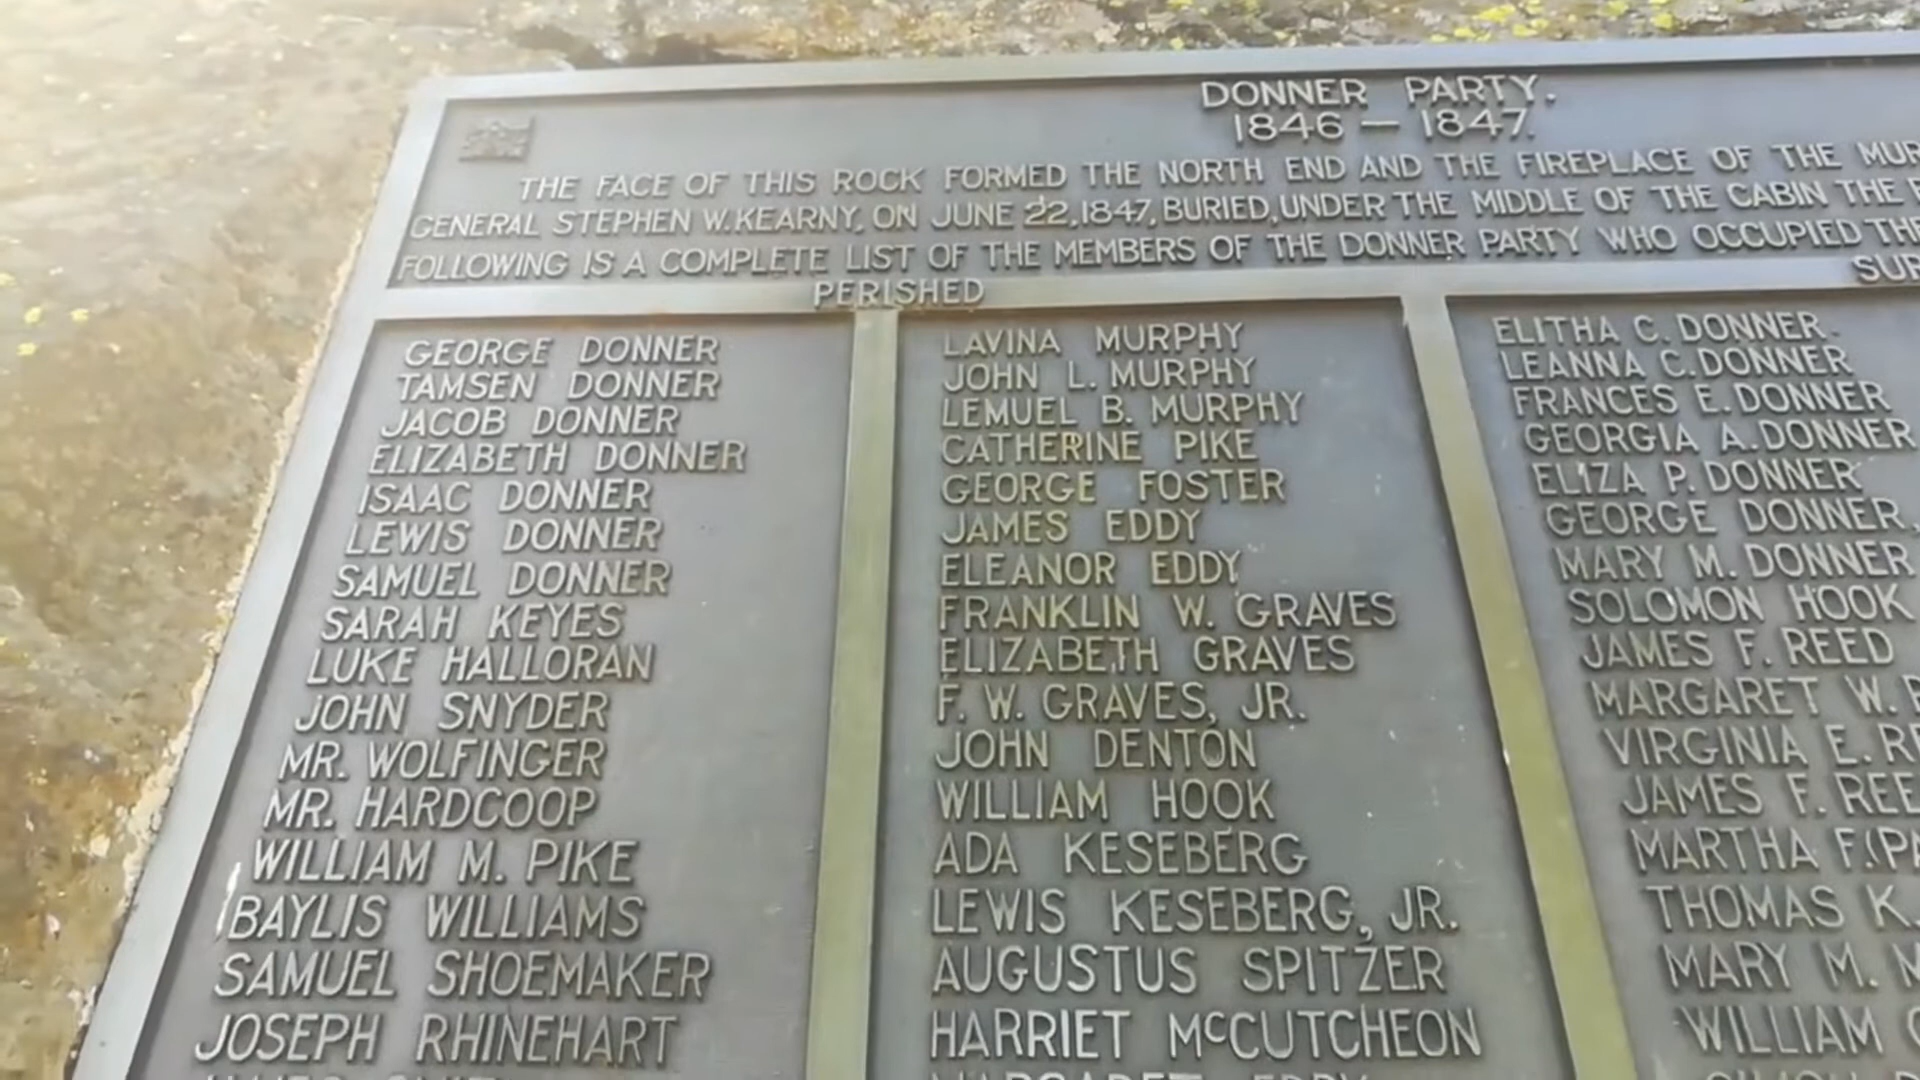 DONNER PARTY.
1846 — 1847.
THE FACE OF THIS ROCK FORMED THE NORTH END AND THE FIREPLACE OF THE
GENERAL STEPHEN W. KEARNY, ON JUNE 22, 1847, BURIED, UNDER THE MIDDLE OF THE CABIN THE
FOLLOWING IS A COMPLETE LIST OF THE MEMBERS OF THE DONNER PARTY WHO OCCUPIED
PERISHED
GEORGE DONNER
TAMSEN DONNER
JACOB DONNER
ELIZABETH DONNER
ISAAC DONNER
LEWIS DONNER
SAMUEL DONNER
SARAH KEYES
LUKE HALLORAN
JOHN SNYDER
MR. WOLFINGER
MR. HARDCOOP
WILLIAM M. PIKE
BAYLIS WILLIAMS
SAMUEL SHOEMAKER
JOSEPH RHINEHART
LAVINA MURPHY
JOHN L. MURPHY
LEMUEL B. MURPHY
CATHERINE PIKE
GEORGE FOSTER
JAMES EDDY
ELEANOR EDDY
FRANKLIN W. GRAVES
ELIZABETH GRAVES
F. W. GRAVES, JR.
JOHN DENTON
WILLIAM HOOK
ADA KESEBERG
LEWIS KESEBERG, JR.
AUGUSTUS SPITZER
HARRIET McCUTCHEON
ELITHA C. DONNER.
LEANNA C. DONNER
FRANCES E. DONNER
GEORGIA A. DONNER
ELIZA P. DONNER
GEORGE DONNER,
MARY M. DONNER
SOLOMON HOOK
JAMES F. REED
MARGARET W.
VIRGINIA E.
JAMES F.
MARTHA F.
THOMAS K.
MARY M.
WILLIAM